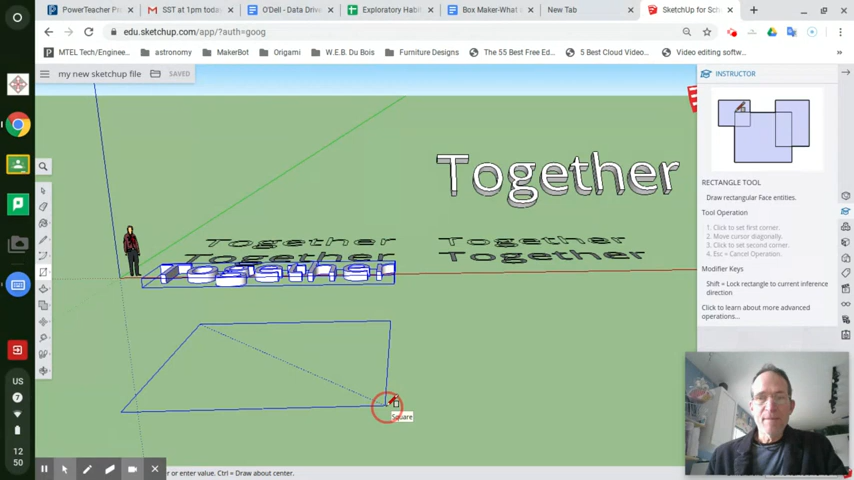 PowerTeacher Pr
SST at 1pm today
O'Dell - Data Drive
Exploratory Habi
Box Maker-What
New Tab
SketchUp for Sch
edu.sketchup.com/app/?auth=goog
MTEL Tech/Enginee...
astronomy
MakerBot
Origami
W.E.B. Du Bois
Furniture Designs
The 55 Best Free Ed...
5 Best Cloud Video...
Video editing softw...
my new sketchup file
SAVED
INSTRUCTOR
Together
Together
Together
Together
Together
Together
RECTANGLE TOOL
Draw rectangular Face entities.
Tool Operation
1. Click to set first corner.
2. Move cursor diagonally.
3. Click to set second corner.
4. Esc = Cancel Operation.
Modifier Keys
Shift = Lock rectangle to current inference
direction
Click to learn about more advanced
operations...
Square
US
7
12
50
or enter value. Ctrl = Draw about center.